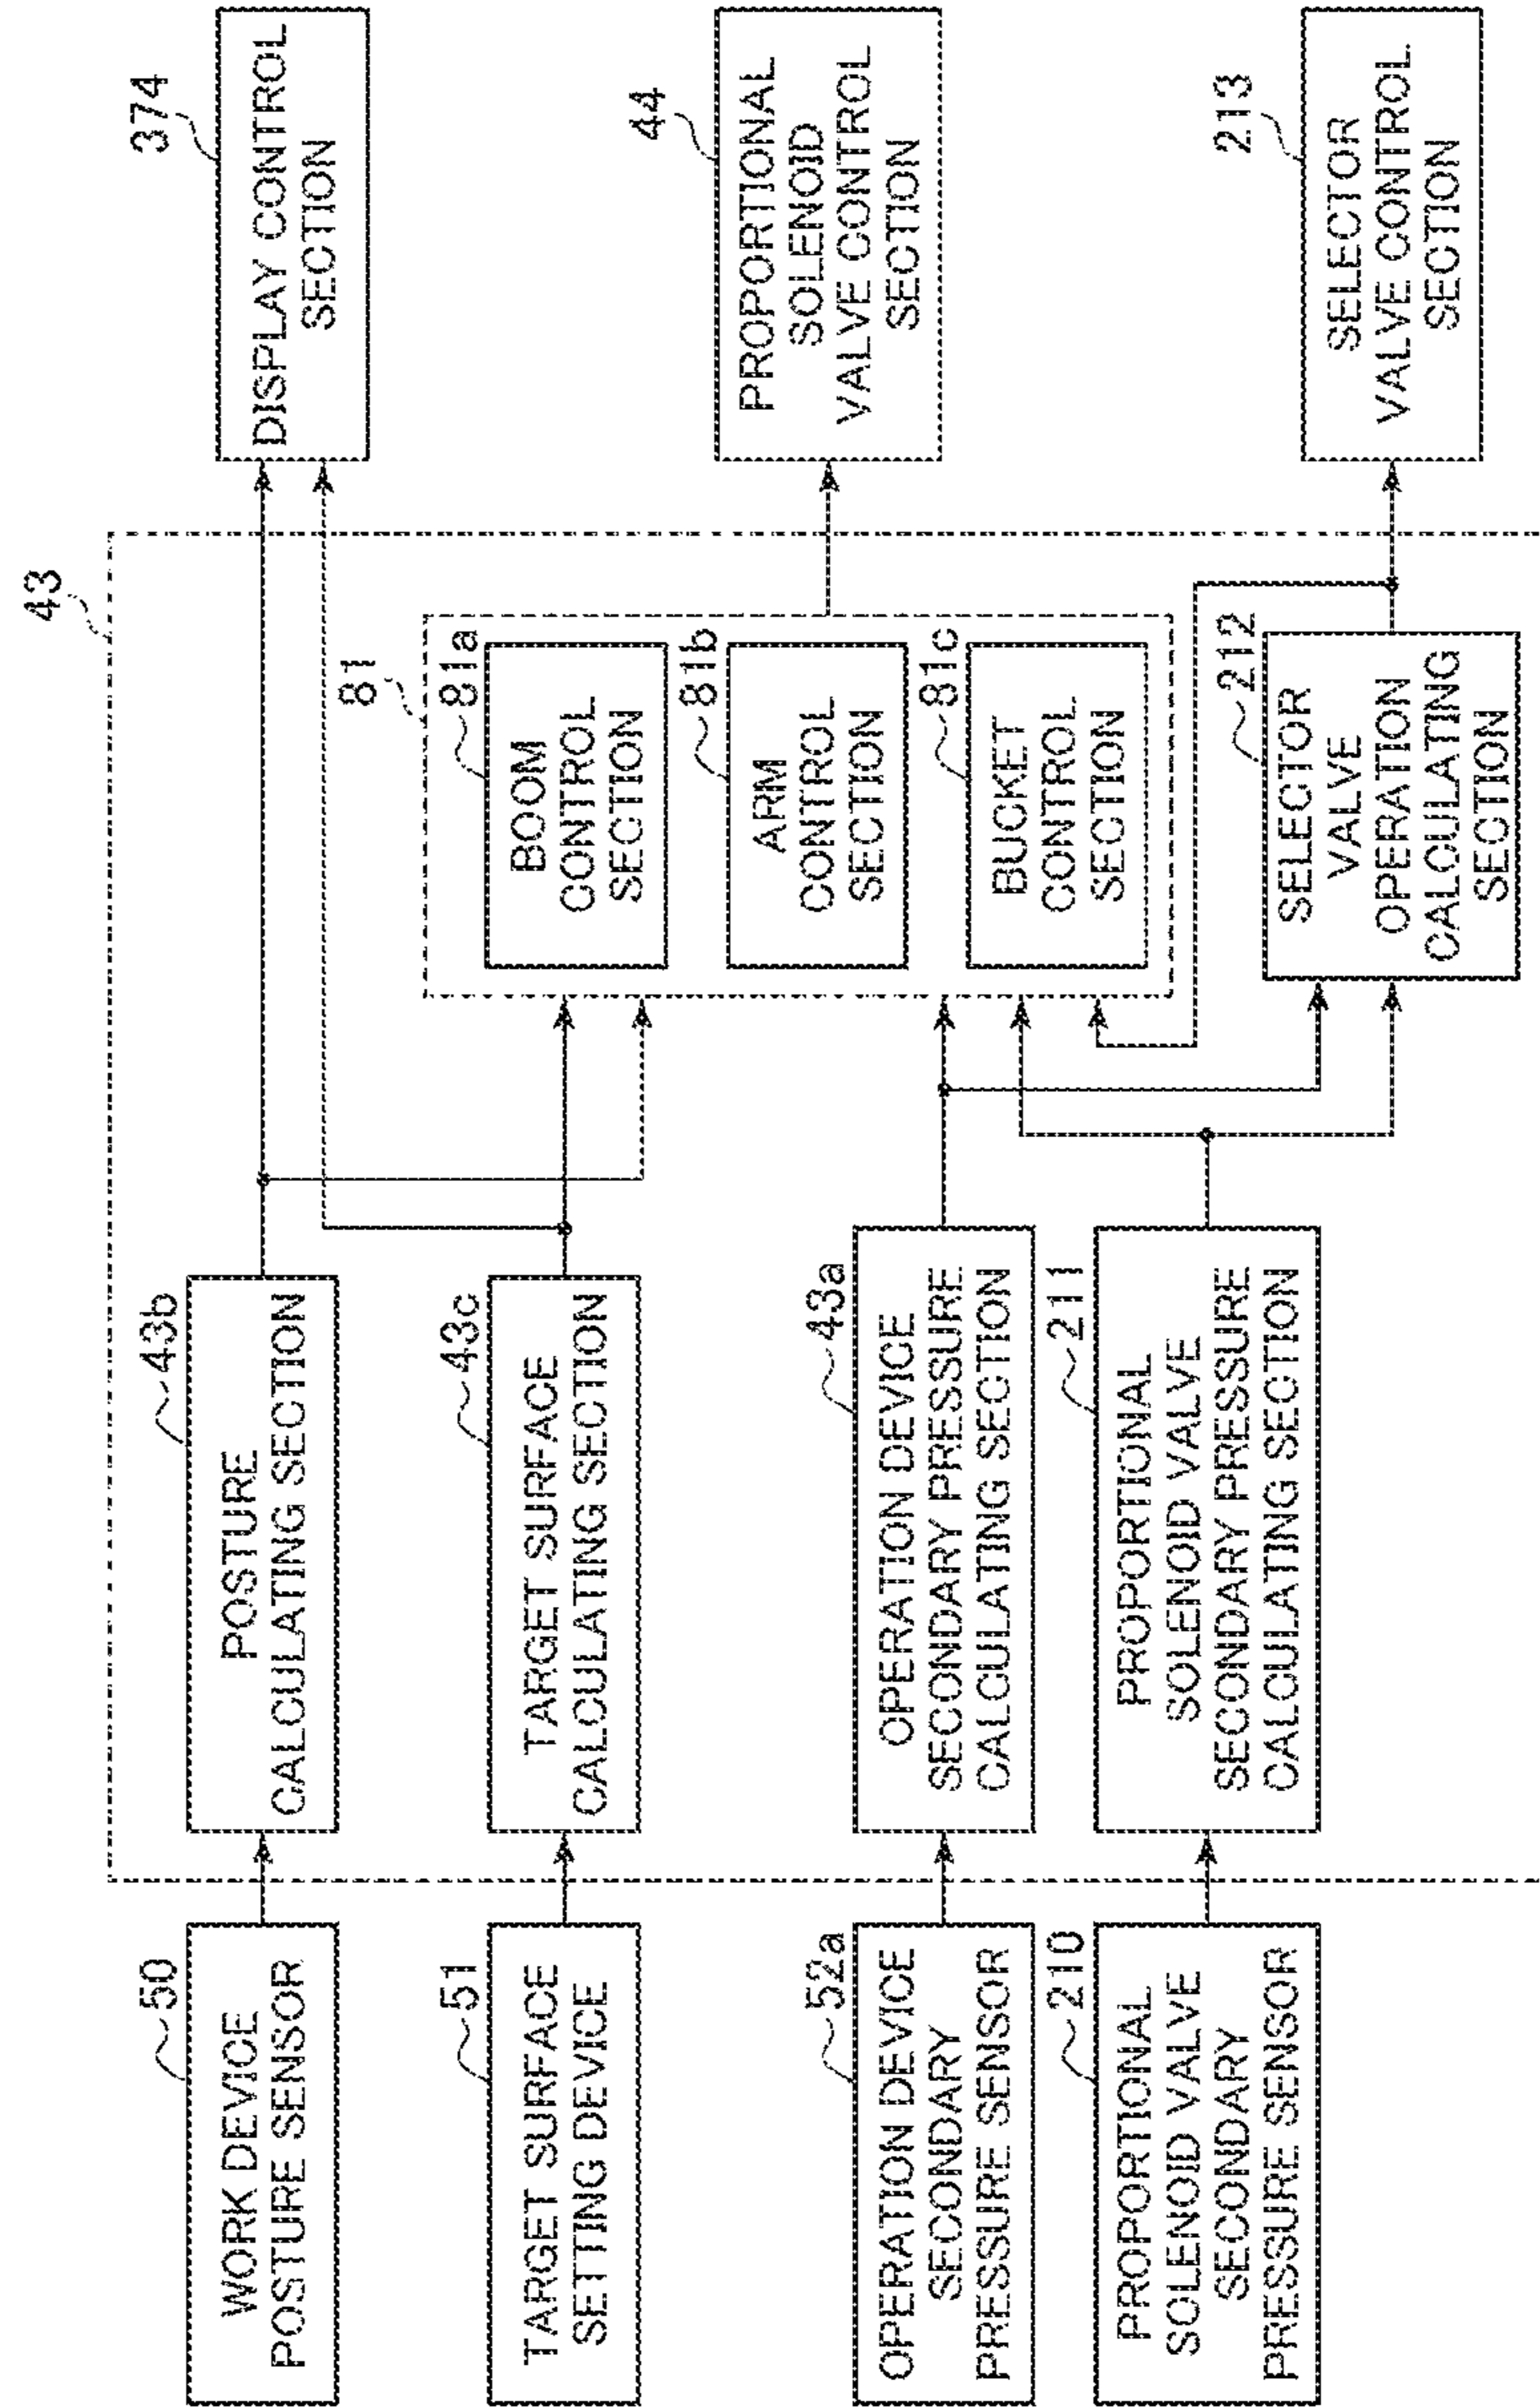 50
WORK DEVICE
POSTURE SENSOR
51
TARGET SURFACE
SETTING DEVICE
52a
OPERATION DEVICE
SECONDARY
PRESSURE SENSOR
210
PROPORTIONAL
SOLENOID VALVE
SECONDARY
PRESSURE SENSOR
43
43b
POSTURE
CALCULATING SECTION
43c
TARGET SURFACE
CALCULATING SECTION
43a
OPERATION DEVICE
SECONDARY PRESSURE
CALCULATING SECTION
211
PROPORTIONAL
SOLENOID VALVE
SECONDARY PRESSURE
CALCULATING SECTION
81
81a
BOOM
CONTROL
SECTION
81b
ARM
CONTROL
SECTION
81c
BUCKET
CONTROL
SECTION
212
SELECTOR
VALVE
OPERATION
CALCULATING
SECTION
374
DISPLAY CONTROL
SECTION
44
PROPORTIONAL
SOLENOID
VALVE CONTROL
SECTION
213
SELECTOR
VALVE CONTROL
SECTION